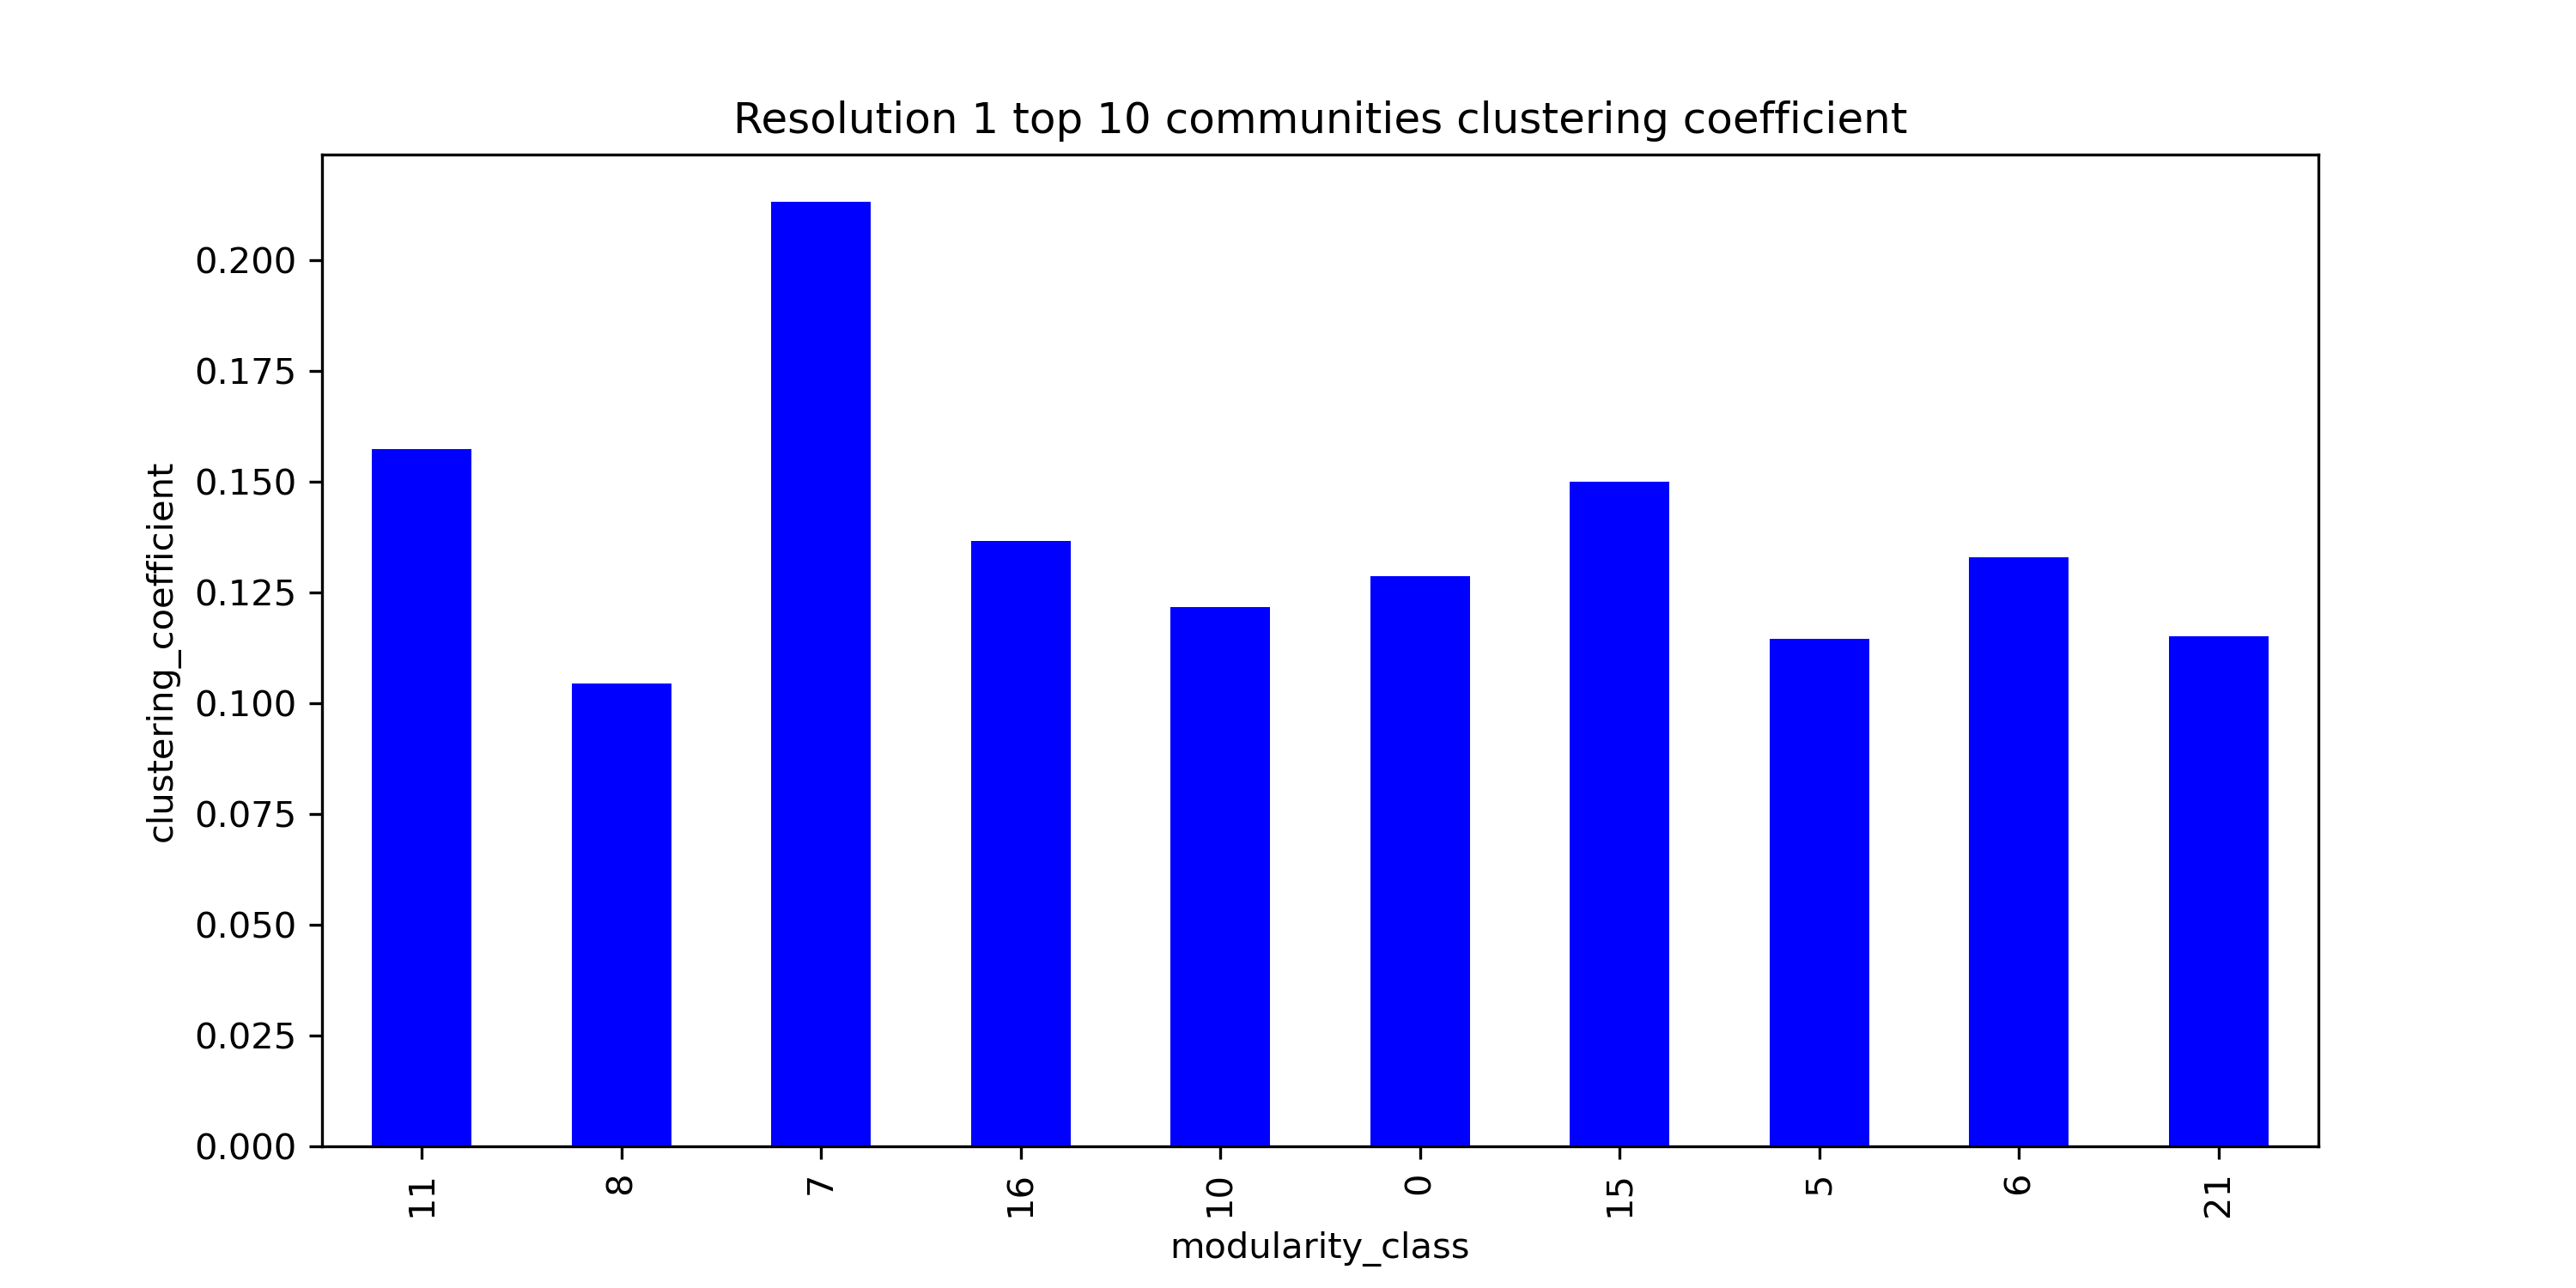 Resolution 1 top 10 communities clustering coefficient
clustering_coefficient
0.200
0.175
0.150
0.125
0.100
0.075
0.050
0.025
0.000
11 8 7 16 10 0 15 5 6 21
modularity_class